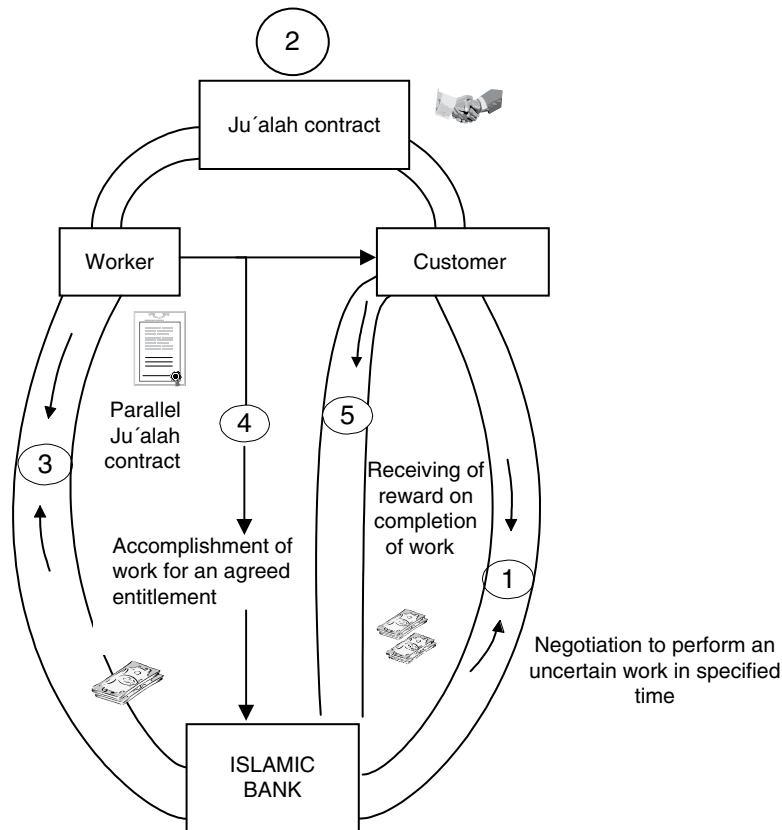 2
Ju´alah contract
Worker
Customer
Parallel
Ju´alah
contract
3
4
5
Receiving of
reward on
completion
of work
Accomplishment of
work for an agreed
entitlement
1
Negotiation to perform an
uncertain work in specified
time
ISLAMIC
BANK